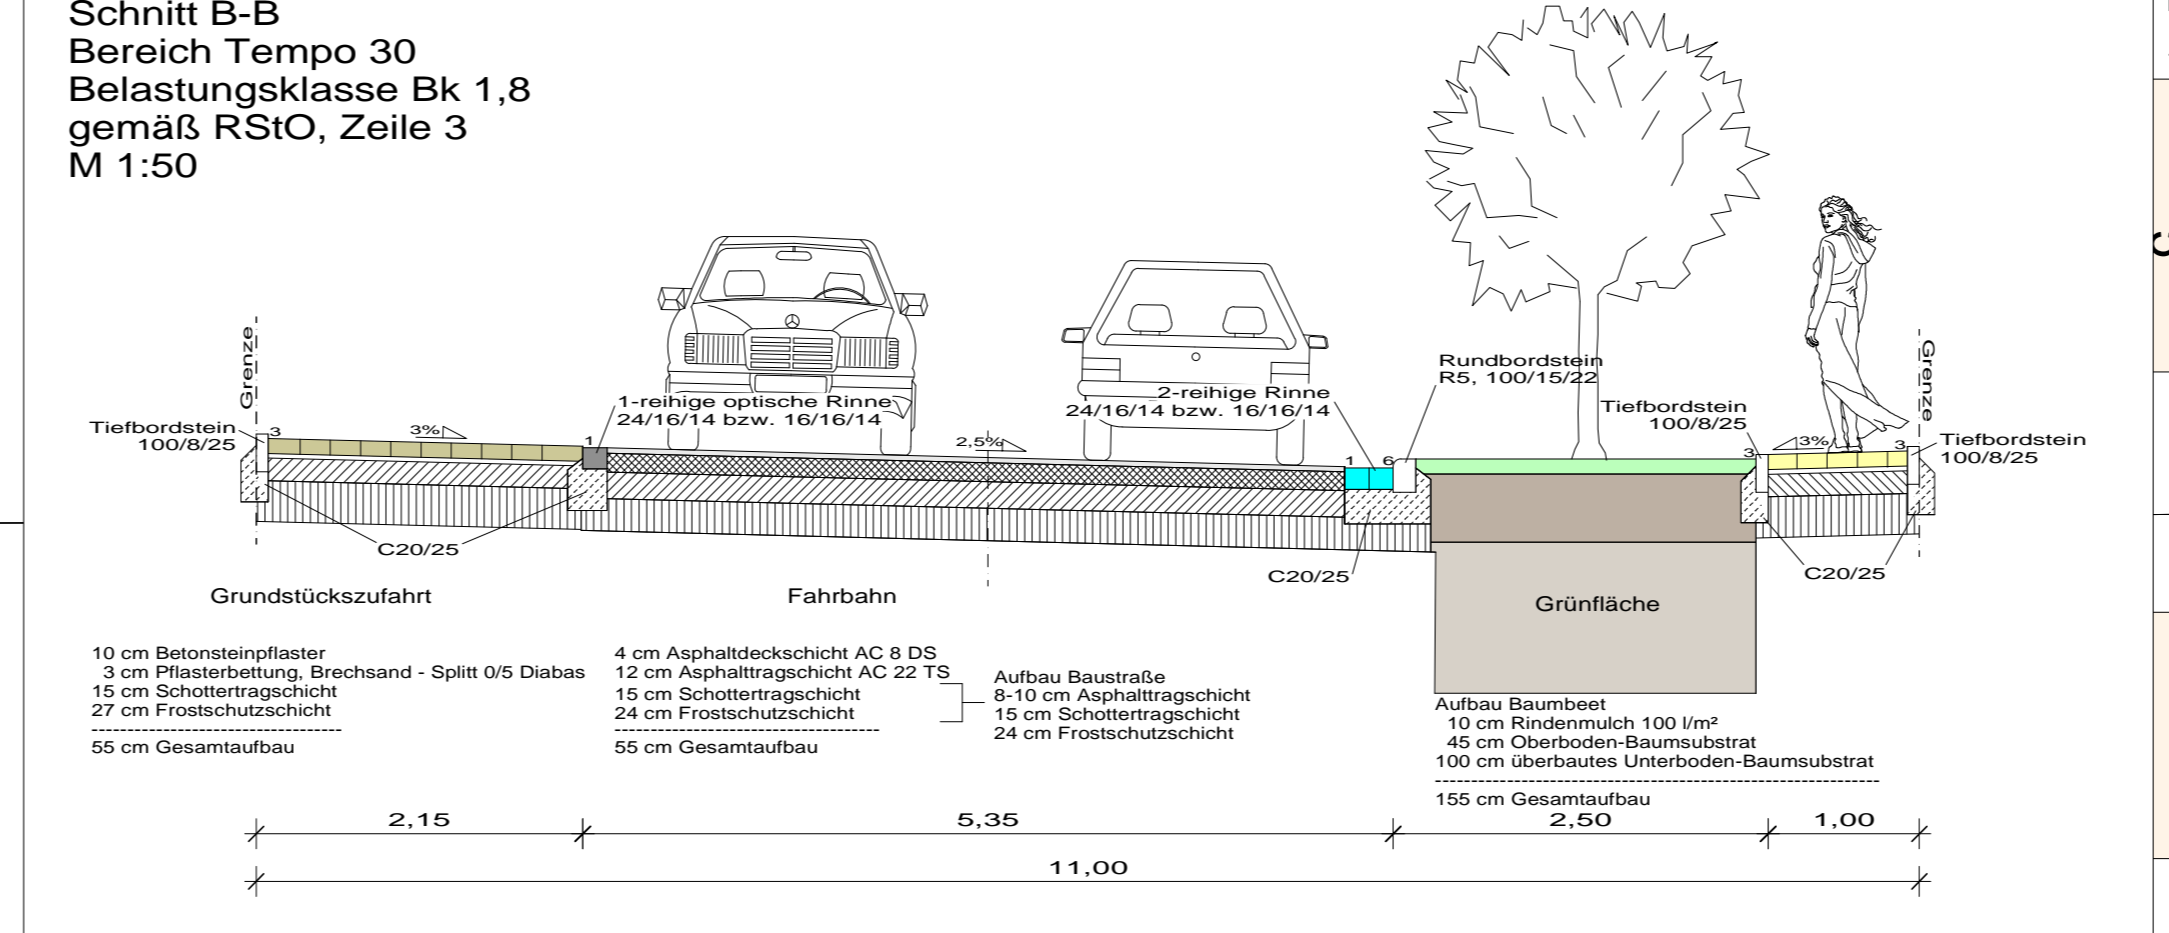 Schnitt B-B
Bereich Tempo 30
Belastungsklasse Bk 1,8
gemäß RStO, Zeile 3
M 1:50
Grenze
Tiefbordstein
100/8/25
3
3%
1
1-reihige optische Rinne
24/16/14 bzw. 16/16/14
2,5%
2-reihige Rinne
24/16/14 bzw. 16/16/14
1
6
Rundbordstein
R5, 100/15/22
Tiefbordstein
100/8/25
3
3%
3
Grenze
Tiefbordstein
100/8/25
C20/25
C20/25
C20/25
Grundstückszufahrt
Fahrbahn
Grünfläche
10 cm Betonsteinpflaster
3 cm Pflasterbettung, Brechsand - Splitt 0/5 Diabas
15 cm Schottertragschicht
27 cm Frostschutzschicht
----------------------------------
55 cm Gesamtaufbau
4 cm Asphaltdeckschicht AC 8 DS
12 cm Asphalttragschicht AC 22 TS
15 cm Schottertragschicht
24 cm Frostschutzschicht
------------------------------------
55 cm Gesamtaufbau
Aufbau Baustraße
8-10 cm Asphalttragschicht
15 cm Schottertragschicht
24 cm Frostschutzschicht
Aufbau Baumbeet
10 cm Rindenmulch 100 l/m²
45 cm Oberboden-Baumsubstrat
100 cm überbautes Unterboden-Baumsubstrat
------------------------------------------------------------
155 cm Gesamtaufbau
2,15
5,35
2,50
1,00
11,00